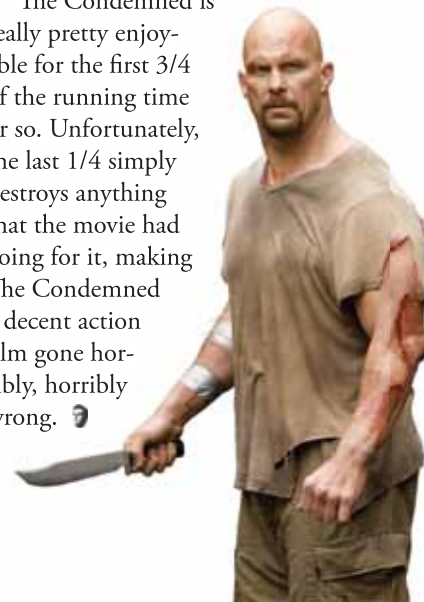 The Condemned is
eally pretty enjoy-
ble for the first 3/4
f the running time
r so. Unfortunately,
he last 1/4 simply
estroys anything
hat the movie had
oing for it, making
he Condemned
decent action
lm gone hor-
ibly, horribly
wrong.